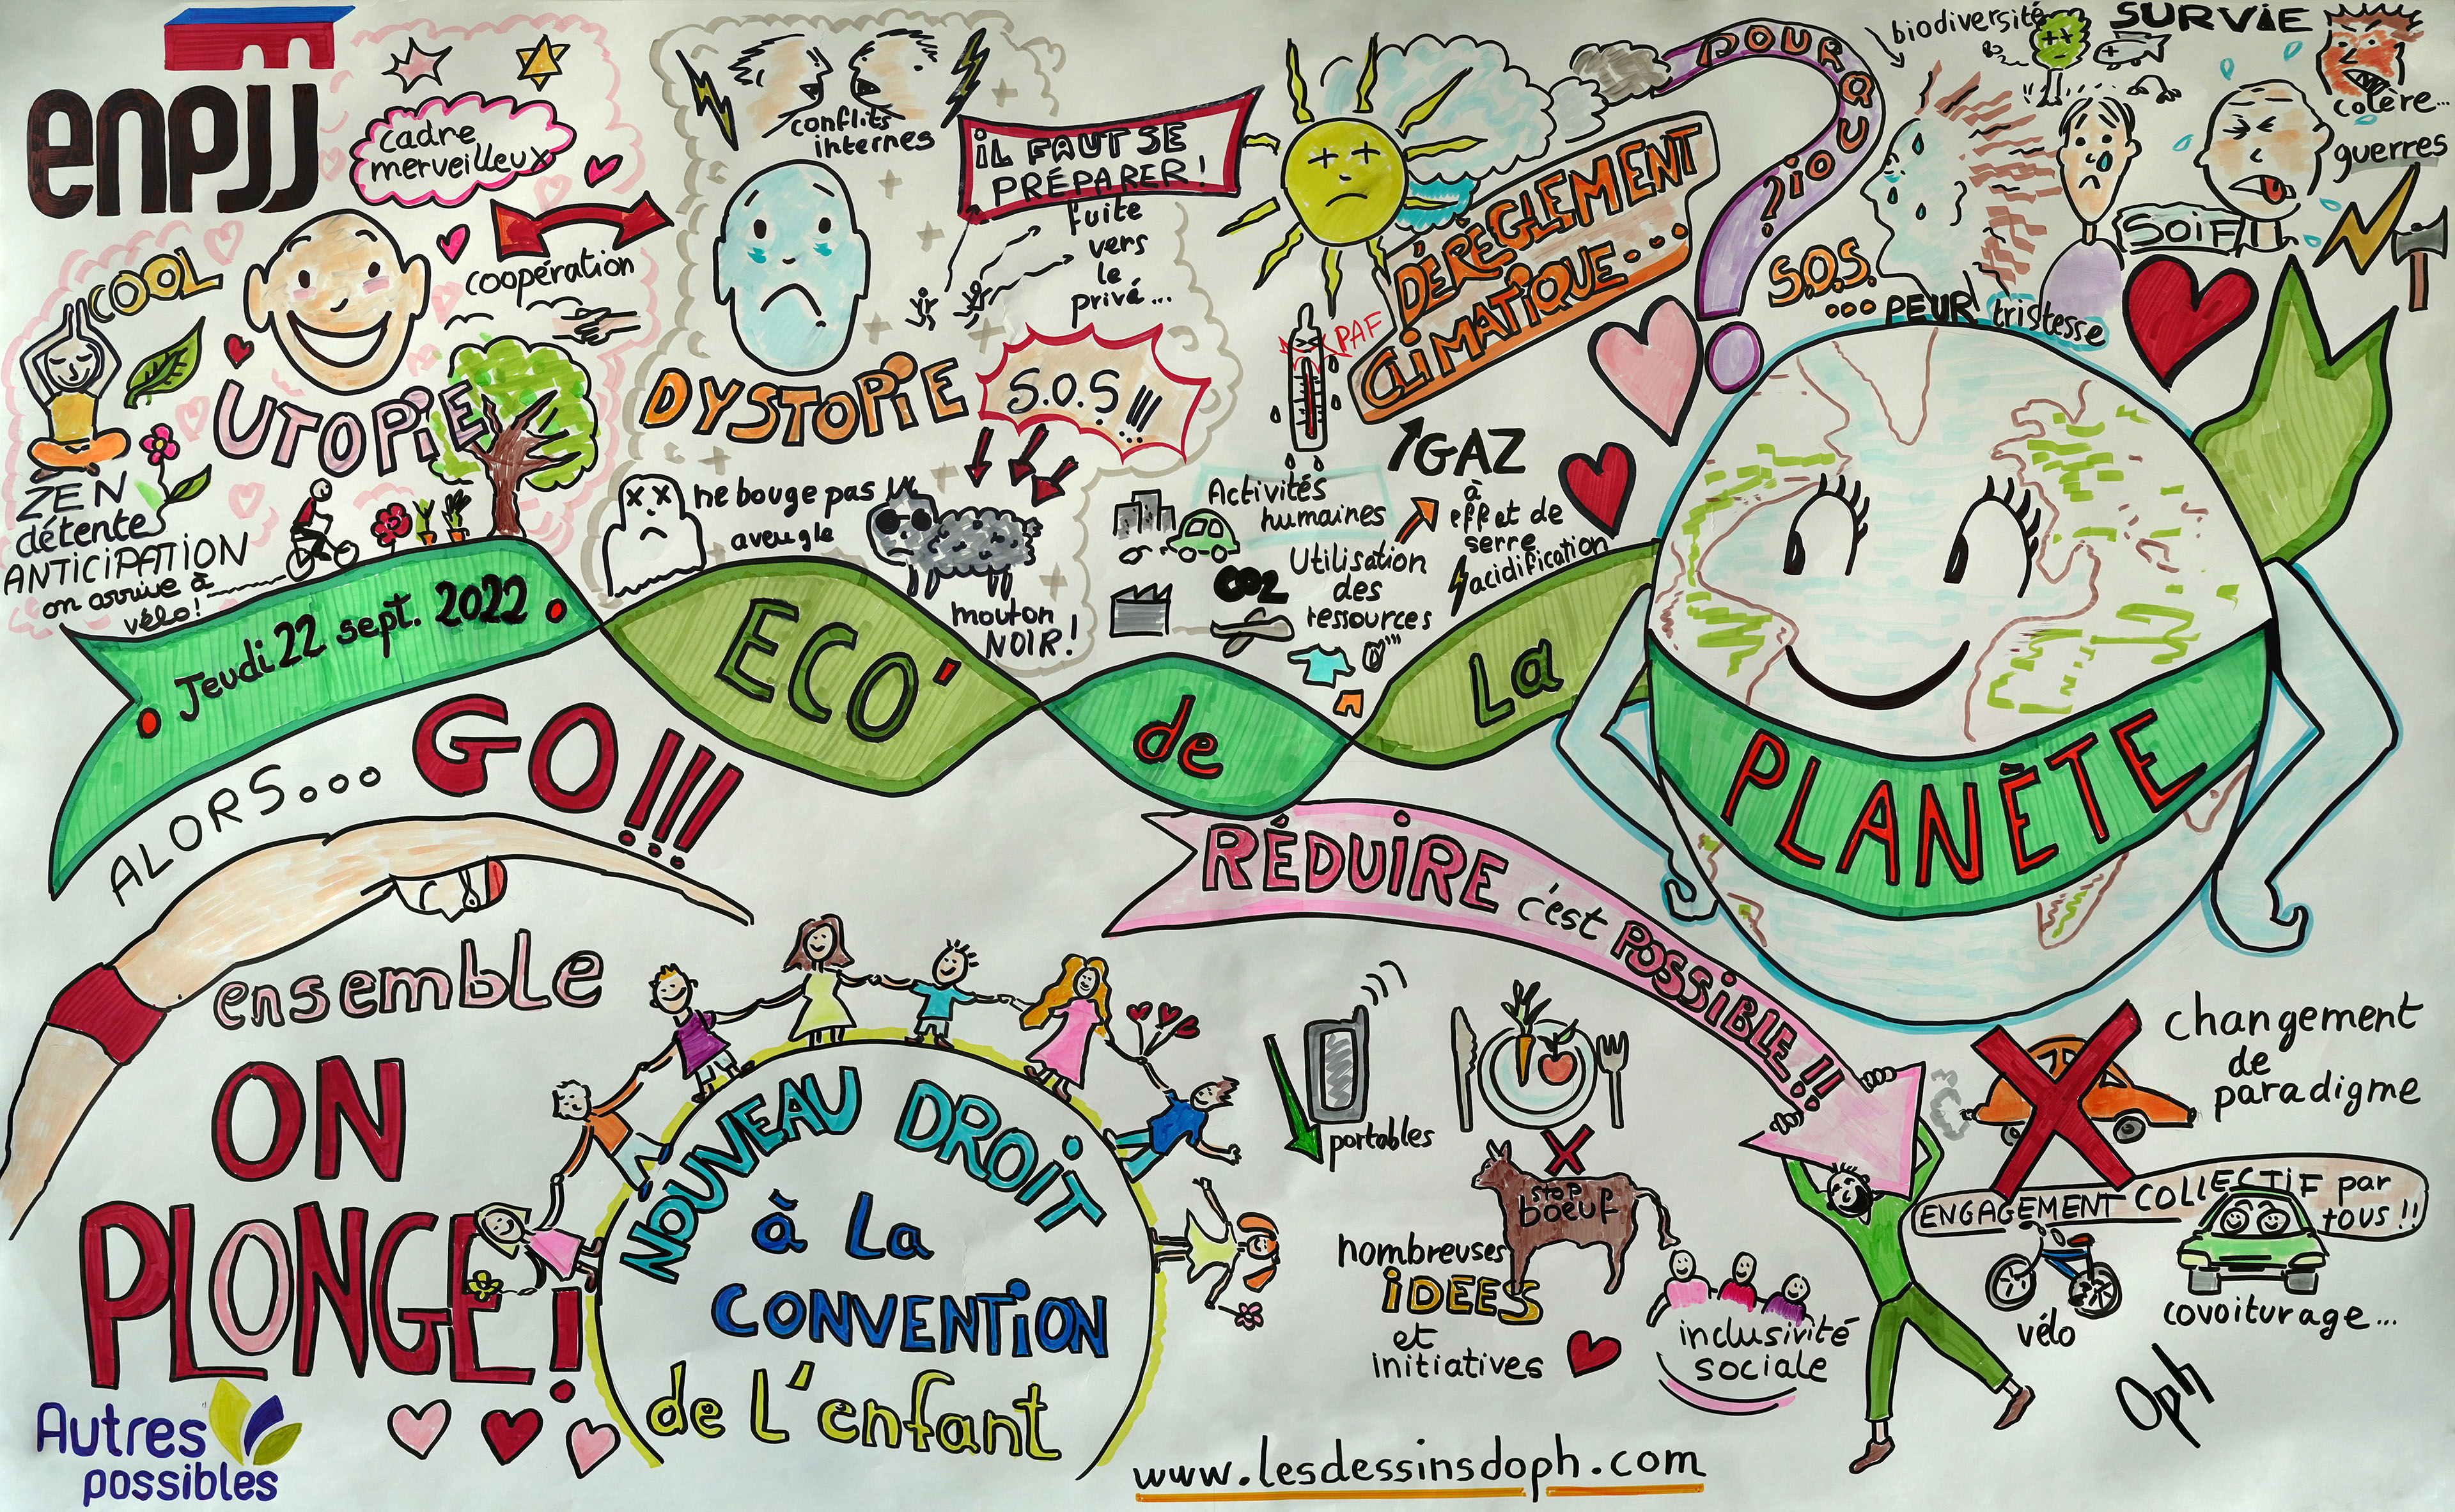 enpjj
cadre
merveilleux
COOL
coopération
UTOPiE
ZEN
détente
ANTICIPATION
on arrive à
vélo!
conflits
internes
iL FAUT SE
PRÉPARER!
fuite
vers
le
privé...
DYSTOPiE
S.O.S !!!
ne bouge pas
aveugle
mouton
NOIR!
PAF
DÉRÈGLEMENT
CLiMATiQUE...
POURQUOi?
GAZ
à
effet de
serre
acidification
Activités
humaines
Utilisation
des
ressources
CO2
biodiversité
SURViE
colère...
guerres
SOiF
S.O.S.
... PEUR!
tristesse
Jeudi 22 sept. 2022
ECO'
de
La
PLANÈTE
ALORS... GO!!!
ensemble
ON
PLONGE!
RÉDUiRE c'est POSSiBLE!!
NOUVEAU DROiT
à La
CONVENTiON
de L'enfant
portables
STOP
boeuf
nombreuses
iDEES
et
initiatives
inclusivité
sociale
changement
de
paradigme
ENGAGEMENT COLLECTiF par
tous!!
vélo
covoiturage...
Oph
Autres
possibles
www.lesdessinsdoph.com